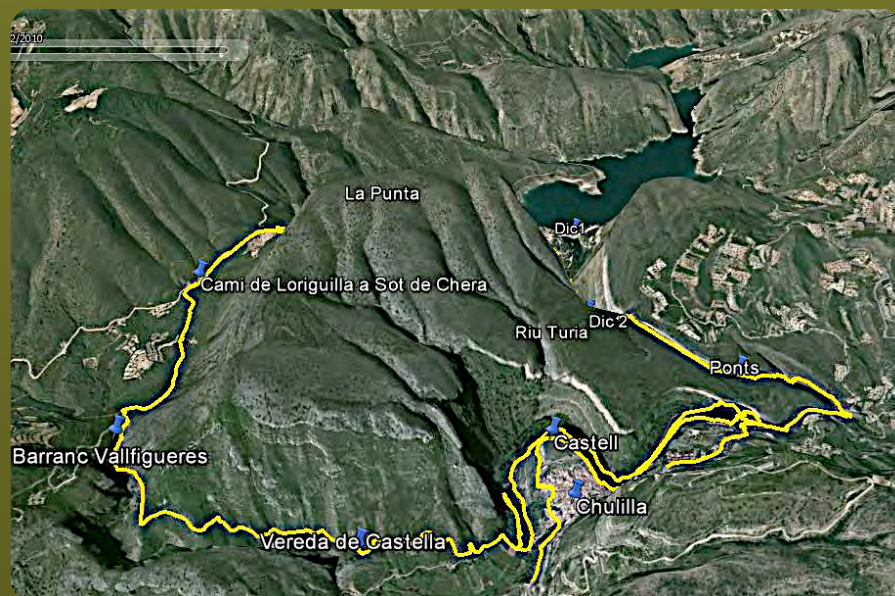 2/2010
La Punta
Dic1
Cami de Loriguilla a Sot de Chera
Dic 2
Riu Turia
Ponts
Castell
Barranc Vallfigueres
Chulilla
Vereda de Castella